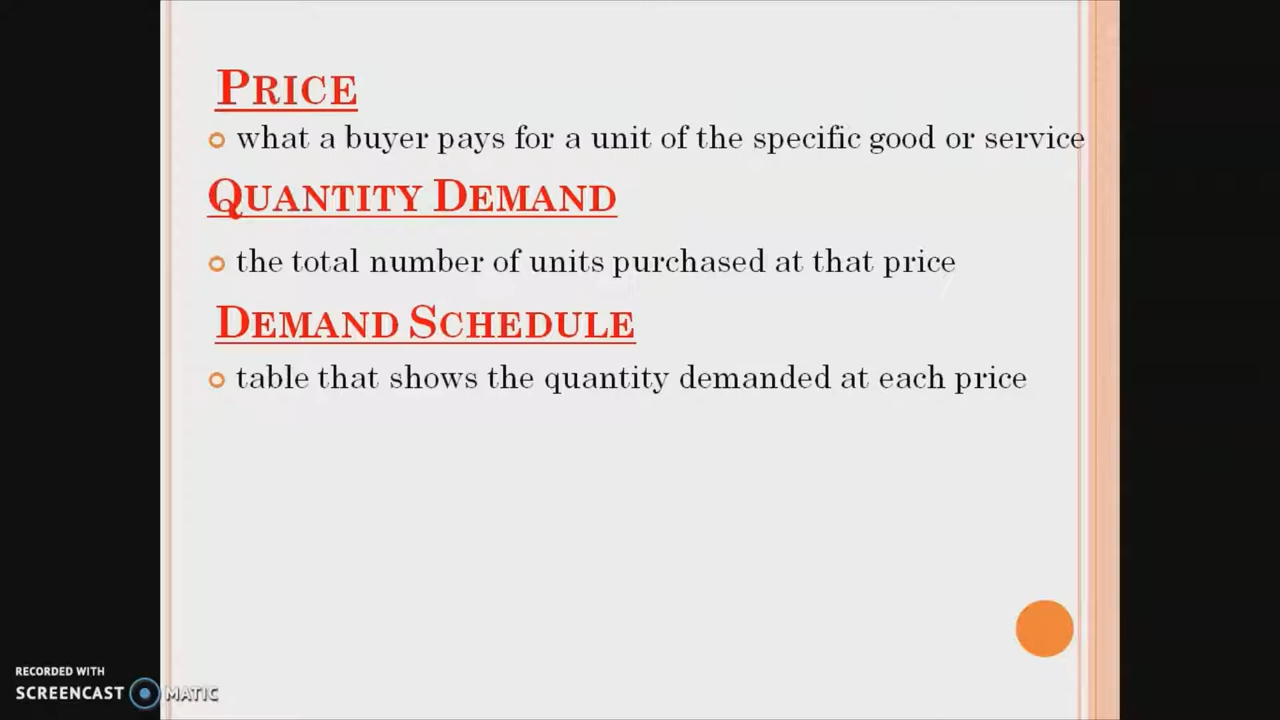 PRICE
what a buyer pays for a unit of the specific good or service
QUANTITY DEMAND
the total number of units purchased at that price
DEMAND SCHEDULE
table that shows the quantity demanded at each price
RECORDED WITH
SCREENCAST MATIC